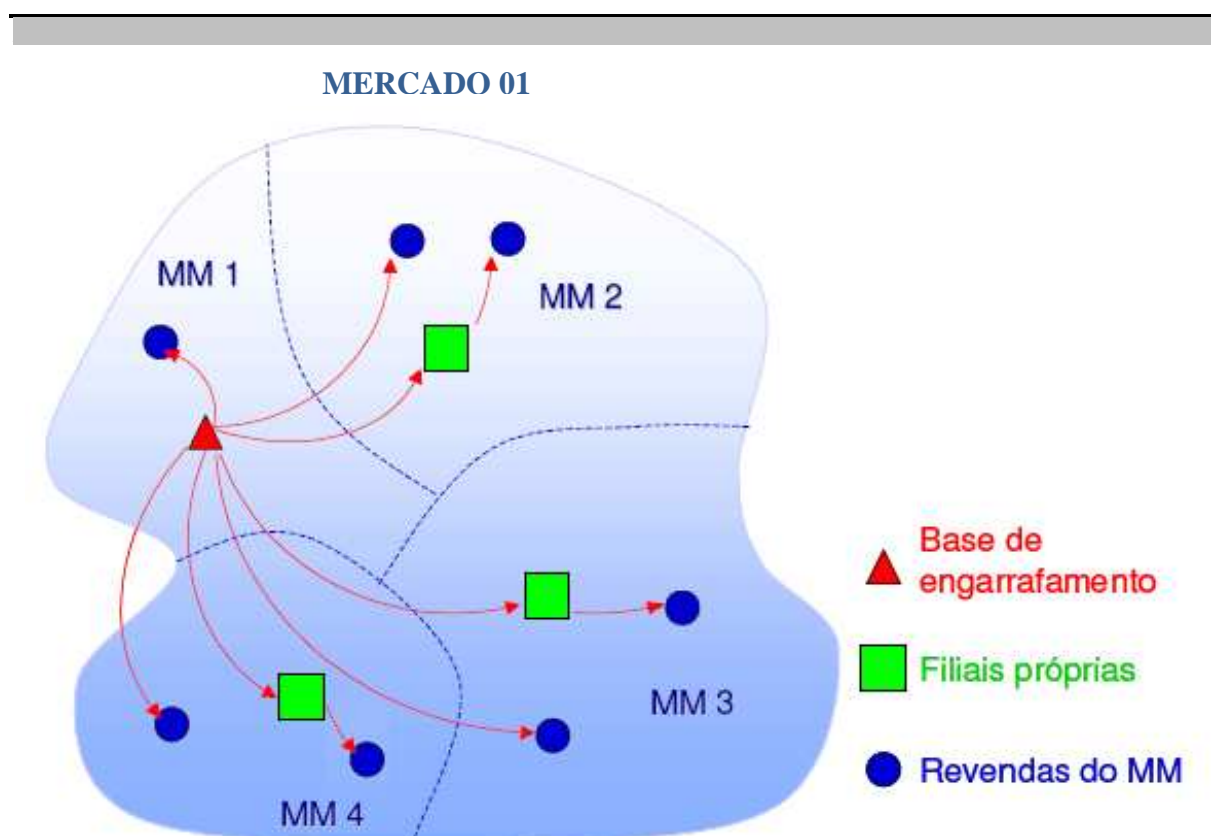 MERCADO 01
MM 1
MM 2
MM 3
MM 4
Base de
engarrafamento
Filiais próprias
Revendas do MM